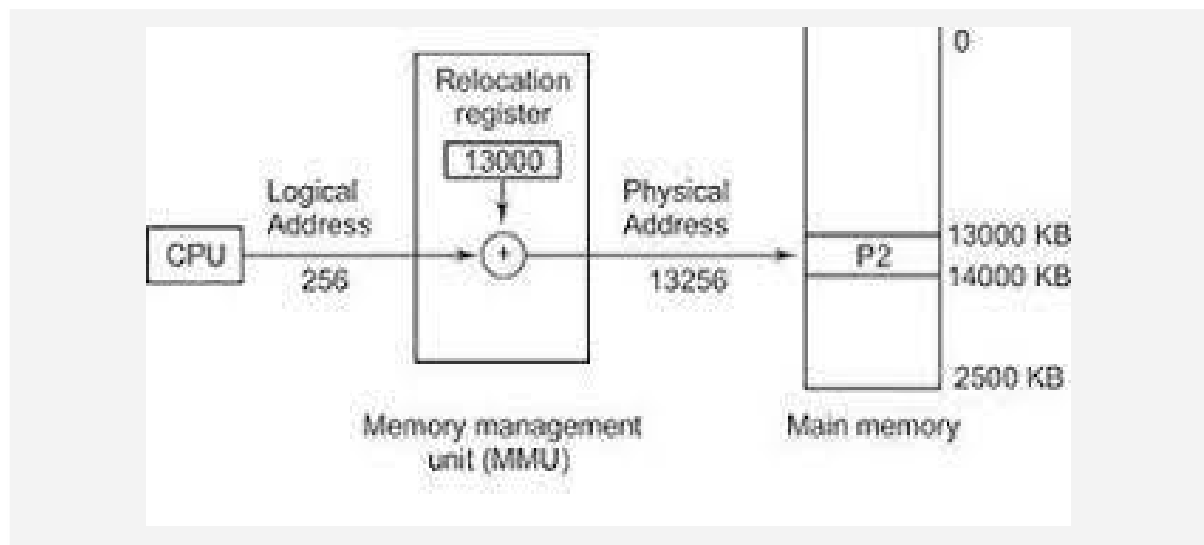 0
Relocation
register
13000
Logical
Address
Physical
Address
CPU
256
+
13256
13000 KB
P2
14000 KB
2500 KB
Memory management
unit (MMU)
Main memory